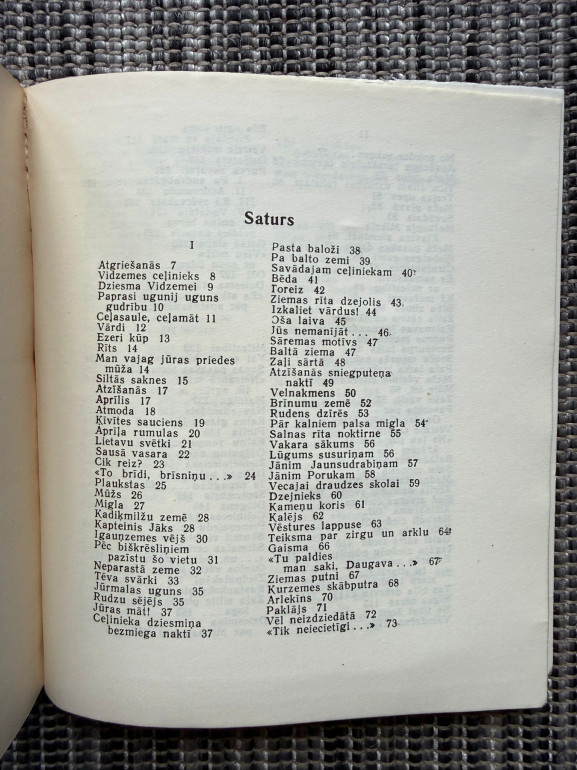 Saturs
I
Atgriešanās 7
Vidzemes ceļinieks 8
Dziesma Vidzemei 9
Paprasi ugunij uguns
gudrību 10
Ceļasaule, ceļamāt 11
Vārdi 12
Ezeri kūp 13
Rīts 14
Man vajag jūras priedes
mūža 14
Siltās saknes 15
Atzīšanās 17
Aprīlis 17
Atmoda 18
Ķivītes sauciens 19
Apriļa rumulas 20
Lietavu svētki 21
Sausā vasara 22
Cik reiz? 23
«To brīdi, brīsniņu...» 24
Plaukstas 25
Mūžs 26
Migla 27
Kadiķmilžu zemē 28
Kapteinis Jāks 28
Igauņzemes vējš 30
Pēc biškrēsliņiem
pazīstu šo vietu 31
Neparastā zeme 32
Tēva svārki 33
Jūrmalas uguns 35
Rudzu sējējs 35
Jūras māt! 37
Ceļinieka dziesmiņa
bezmiega naktī 37
Pasta baloži 38
Pa balto zemi 39
Savādajam ceļiniekam 40
Bēda 41
Toreiz 42
Ziemas rīta dzejolis 43
Izkaliet vārdus! 44
Oša laiva 45
Jūs nemanījāt... 46
Sāremas motīvs 47
Baltā ziema 47
Zaļi sārtā 48
Atzīšanās sniegputeņa
naktī 49
Velnakmens 50
Brīnumu zemē 52
Rudens dzīrēs 53
Pār kalniem palsa migla 54
Salnas rīta noktirne 55
Vakara sākums 56
Lūgums susuriņam 56
Jānim Jaunsudrabiņam 57
Jānim Porukam 58
Vecajai draudzes skolai 59
Dzejnieks 60
Kameņu koris 61
Kalējs 62
Vēstures lappuse 63
Teiksma par zirgu un arklu 64
Gaisma 66
«Tu paldies
man saki, Daugava...» 67
Ziemas putni 67
Kurzemes skābputra 68
Arlekīns 70
Paklājs 71
Vēl neizdziedātā 72
«Tik neiecietīgi...» 73